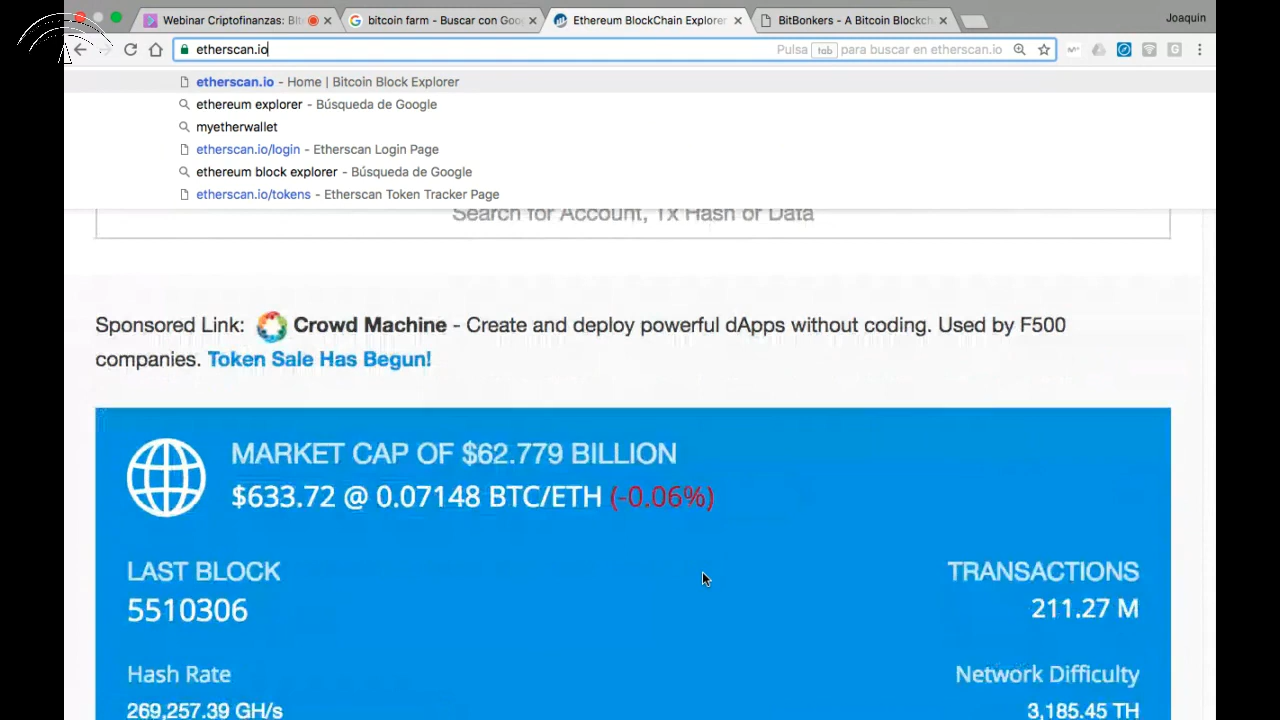 Webinar Criptofinanzas: Bit
bitcoin farm - Buscar con Goo
Ethereum BlockChain Explorer
BitBonkers - A Bitcoin Blockch
Joaquin
etherscan.io
Pulsa tab para buscar en etherscan.io
etherscan.io - Home | Bitcoin Block Explorer
ethereum explorer - Búsqueda de Google
myetherwallet
etherscan.io/login - Etherscan Login Page
ethereum block explorer - Búsqueda de Google
etherscan.io/tokens - Etherscan Token Tracker Page
Search for Account, Tx Hash or Data
Sponsored Link: Crowd Machine - Create and deploy powerful dApps without coding. Used by F500
companies. Token Sale Has Begun!
MARKET CAP OF $62.779 BILLION
$633.72 @ 0.07148 BTC/ETH (-0.06%)
LAST BLOCK
TRANSACTIONS
5510306
211.27 M
Hash Rate
Network Difficulty
269,257.39 GH/s
3,185.45 TH